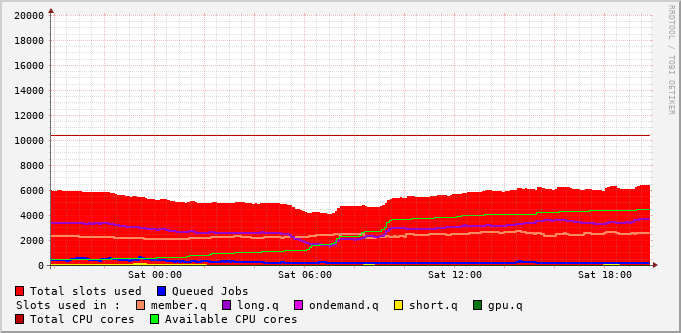 20000
18000
16000
14000
12000
10000
8000
6000
4000
2000
0
Sat 00:00 Sat 06:00 Sat 12:00 Sat 18:00
Total slots used Queued Jobs
Slots used in : member.q long.q ondemand.q short.q gpu.q
Total CPU cores Available CPU cores
RRDTOOL / TOBI OETIKER